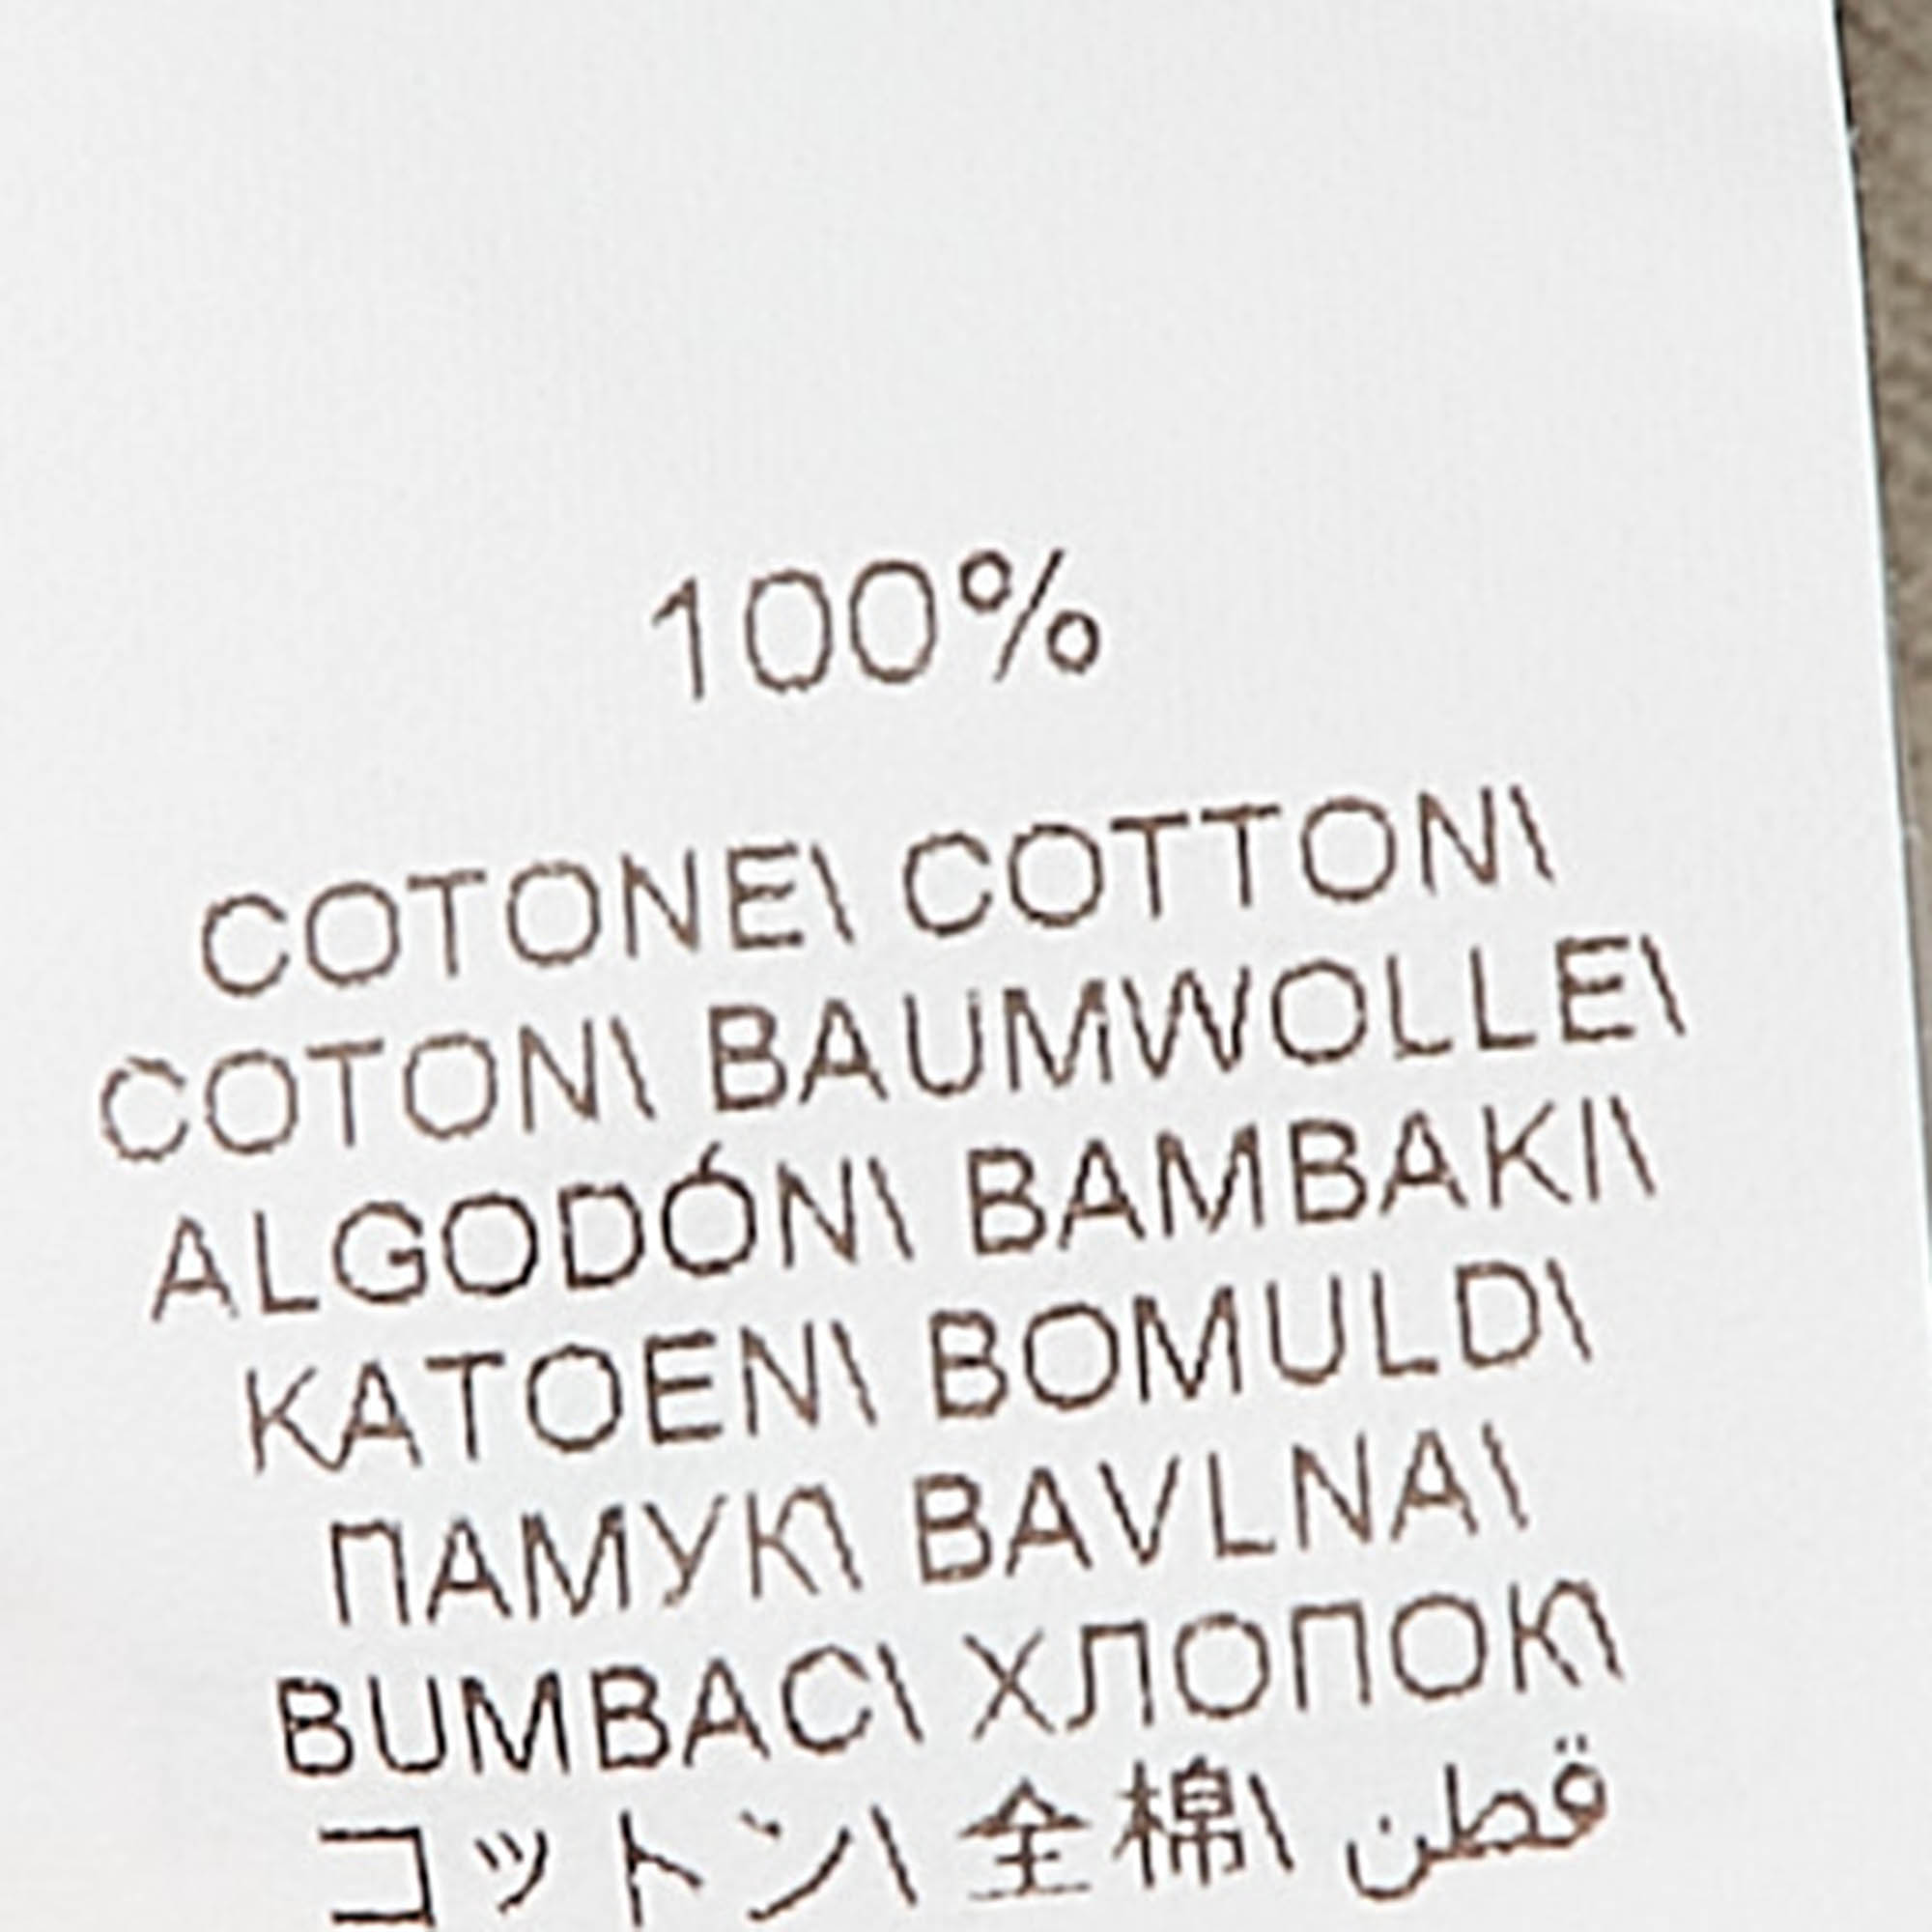 100%
COTONE\ COTTON\
COTON\ BAUMWOLLE\
ALGODÓN\ BAMBAKI\
KATOEN\ BOMULD\
ПАМУК\ BAVLNA\
BUMBAC\ ХЛОПОК\
コットン\ 全棉\ قطن